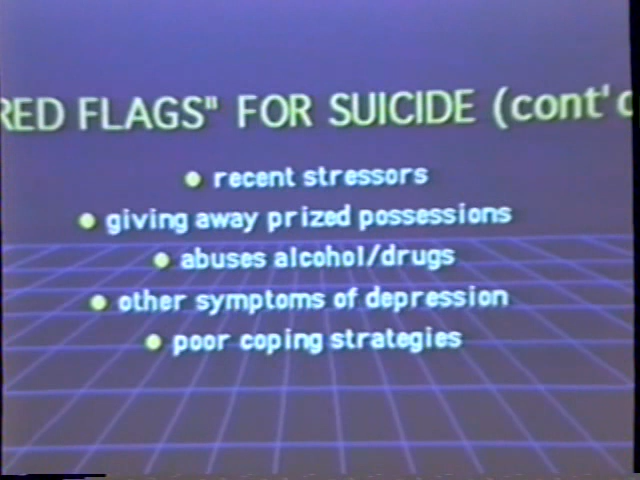 RED FLAGS" FOR SUICIDE (cont'd
• recent stressors
• giving away prized possessions
• abuses alcohol/drugs
• other symptoms of depression
• poor coping strategies